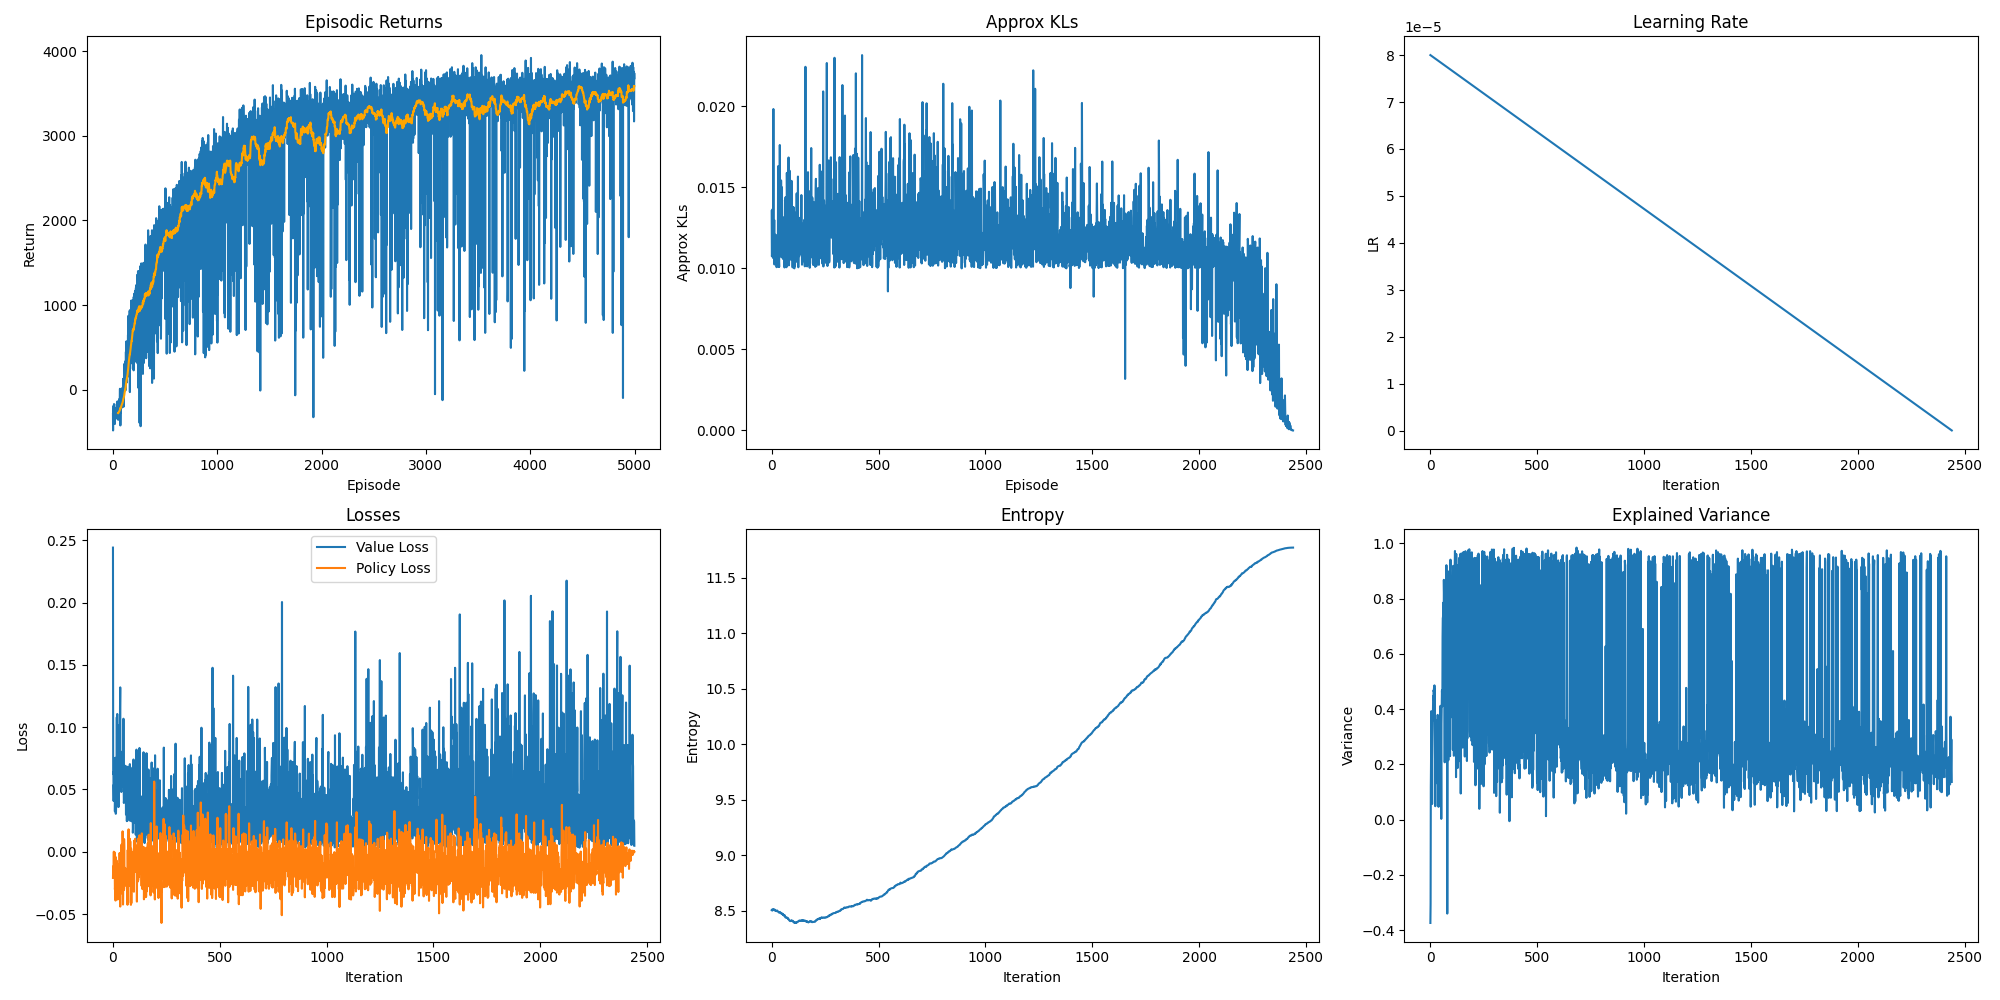 Episodic Returns
Return
4000
3000
2000
1000
0
0 1000 2000 3000 4000 5000
Episode
Approx KLs
Approx KLs
0.020
0.015
0.010
0.005
0.000
0 500 1000 1500 2000 2500
Episode
Learning Rate
1e−5
LR
8
7
6
5
4
3
2
1
0
0 500 1000 1500 2000 2500
Iteration
Losses
Value Loss
Policy Loss
Loss
0.25
0.20
0.15
0.10
0.05
0.00
−0.05
0 500 1000 1500 2000 2500
Iteration
Entropy
Entropy
11.5
11.0
10.5
10.0
9.5
9.0
8.5
0 500 1000 1500 2000 2500
Iteration
Explained Variance
Variance
1.0
0.8
0.6
0.4
0.2
0.0
−0.2
−0.4
0 500 1000 1500 2000 2500
Iteration